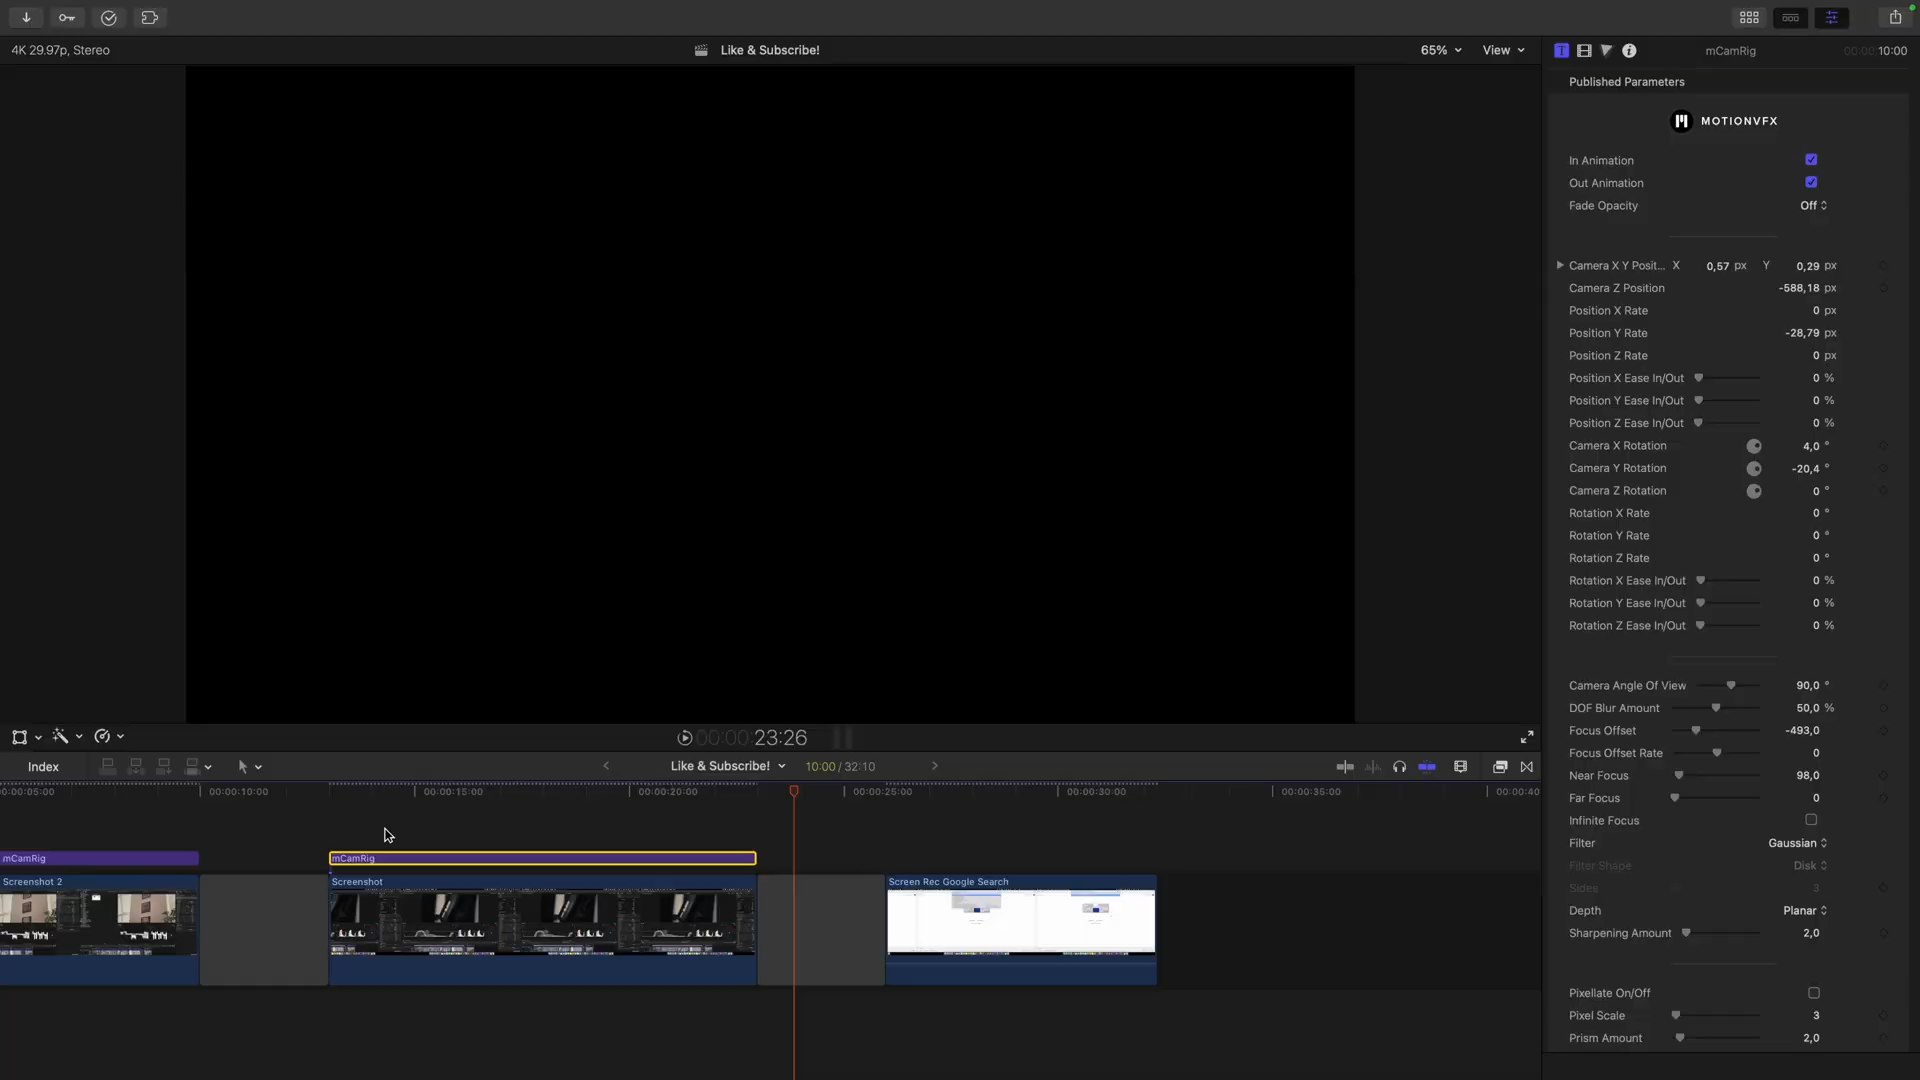 4K 29.97p, Stereo
Like & Subscribe!
65%
View
T
mCamRig
00:00:10:00
Published Parameters
MOTIONVFX
In Animation
Out Animation
Fade Opacity Off
Camera X Y Posit... X 0,57 px Y 0,29 px
Camera Z Position -588,18 px
Position X Rate 0 px
Position Y Rate -28,79 px
Position Z Rate 0 px
Position X Ease In/Out 0 %
Position Y Ease In/Out 0 %
Position Z Ease In/Out 0 %
Camera X Rotation 4,0 °
Camera Y Rotation -20,4 °
Camera Z Rotation 0 °
Rotation X Rate 0 °
Rotation Y Rate 0 °
Rotation Z Rate 0 °
Rotation X Ease In/Out 0 %
Rotation Y Ease In/Out 0 %
Rotation Z Ease In/Out 0 %
Camera Angle Of View 90,0 °
DOF Blur Amount 50,0 %
Focus Offset -493,0
Focus Offset Rate 0
Near Focus 98,0
Far Focus 0
Infinite Focus
Filter Gaussian
Filter Shape Disk
Sides 3
Depth Planar
Sharpening Amount 2,0
Pixellate On/Off
Pixel Scale 3
Prism Amount 2,0
00:00:23:26
Index
Like & Subscribe!
10:00 / 32:10
0:00:05:00
00:00:10:00
00:00:15:00
00:00:20:00
00:00:25:00
00:00:30:00
00:00:35:00
00:00:40
mCamRig
mCamRig
Screenshot 2
Screenshot
Screen Rec Google Search